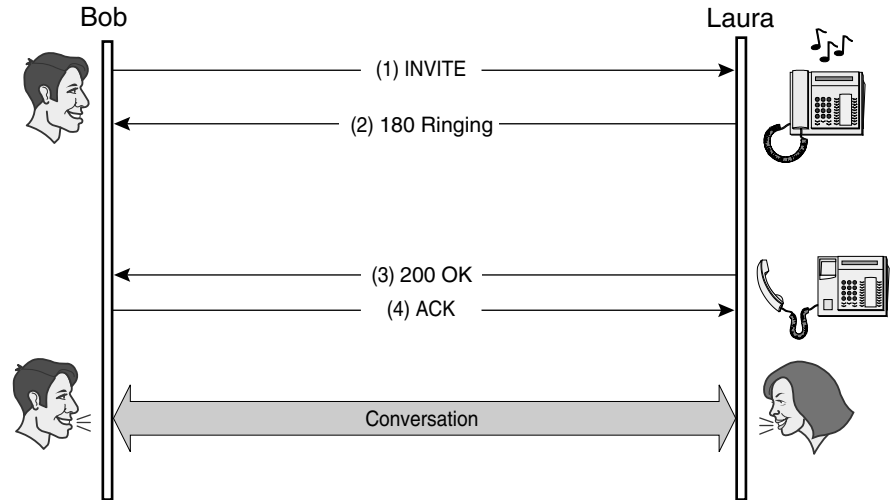 Bob
Laura
(1) INVITE
(2) 180 Ringing
(3) 200 OK
(4) ACK
Conversation